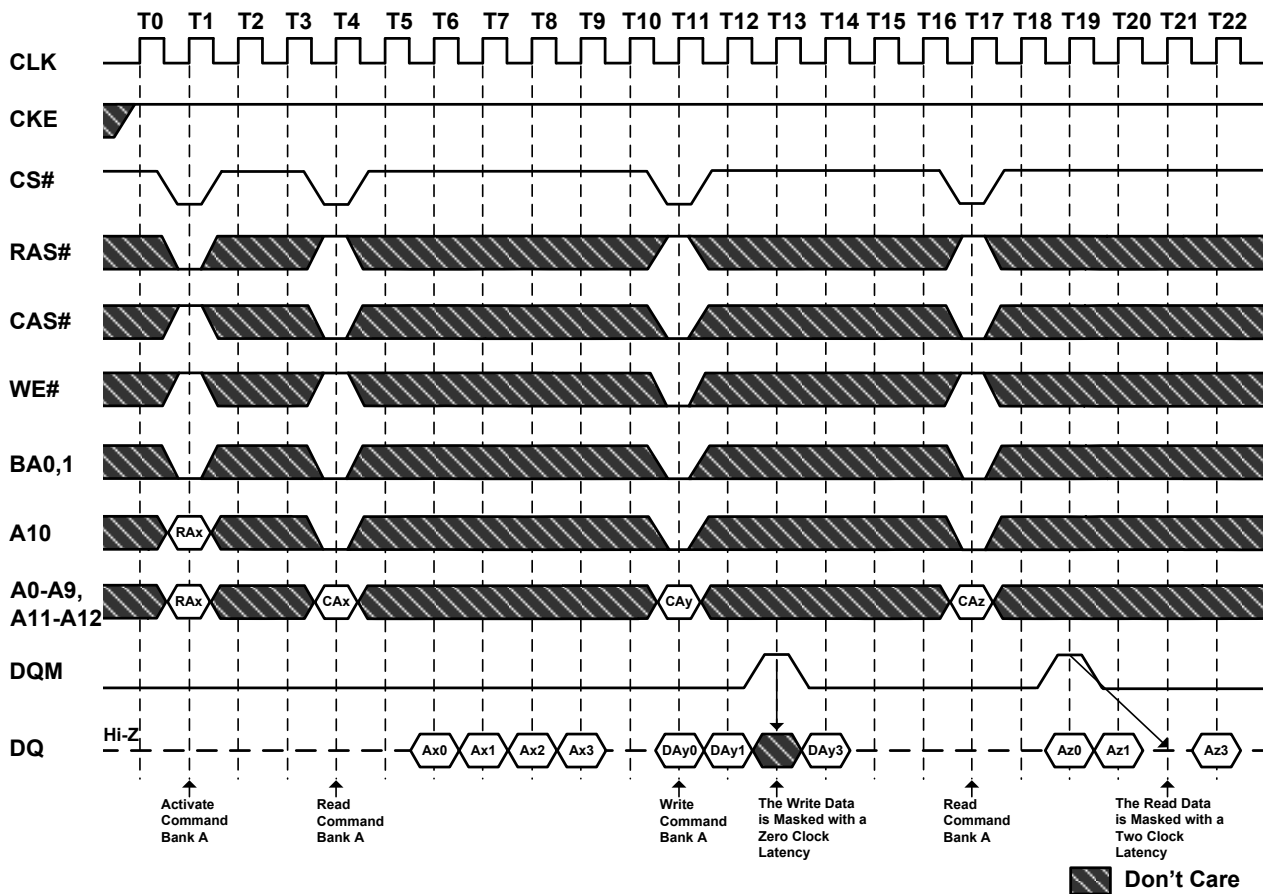 T0 T1 T2 T3 T4 T5 T6 T7 T8 T9 T10 T11 T12 T13 T14 T15 T16 T17 T18 T19 T20 T21 T22
CLK
CKE
CS#
RAS#
CAS#
WE#
BA0,1
A10
RAx
A0-A9,
A11-A12
RAx CAx CAy CAz
DQM
DQ
Hi-Z
Ax0 Ax1 Ax2 Ax3 DAy0 DAy1 DAy3 Az0 Az1 Az3
Activate
Command
Bank A
Read
Command
Bank A
Write
Command
Bank A
The Write Data
is Masked with a
Zero Clock
Latency
Read
Command
Bank A
The Read Data
is Masked with a
Two Clock
Latency
Don't Care